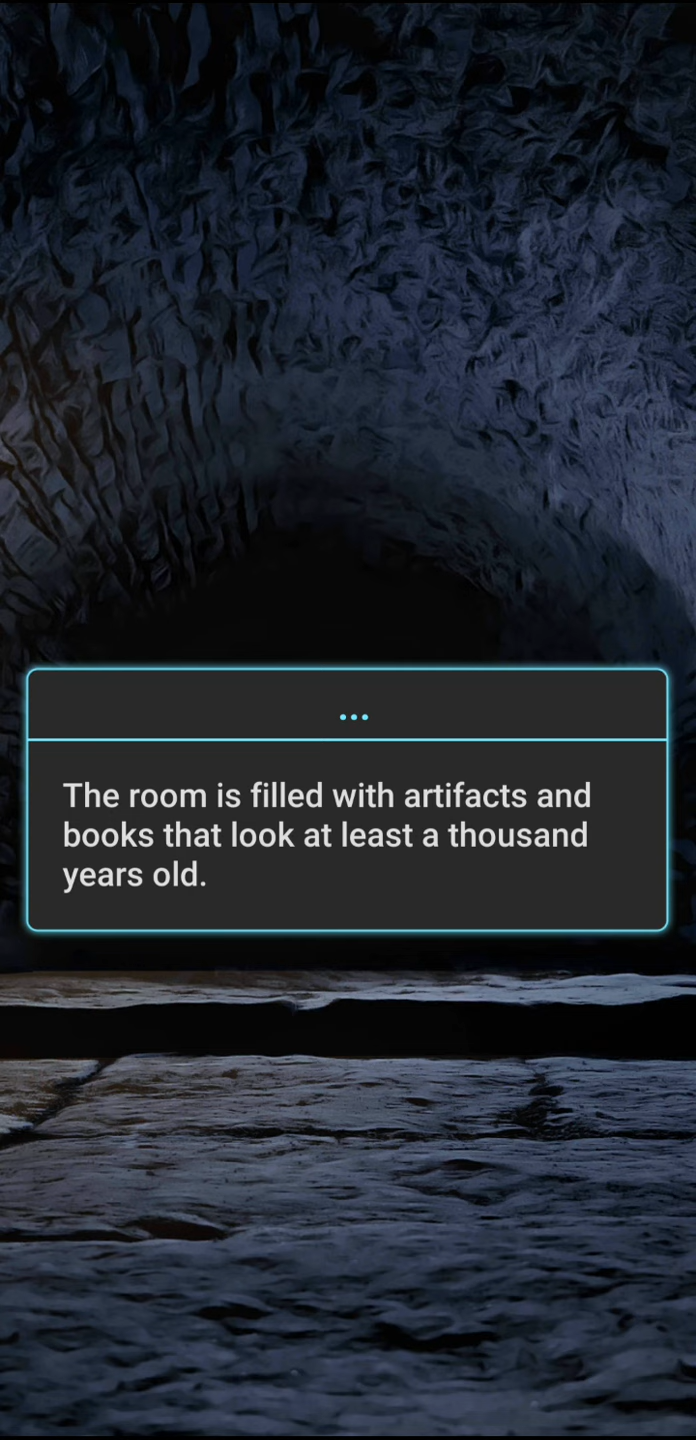 ...
The room is filled with artifacts and
books that look at least a thousand
years old.